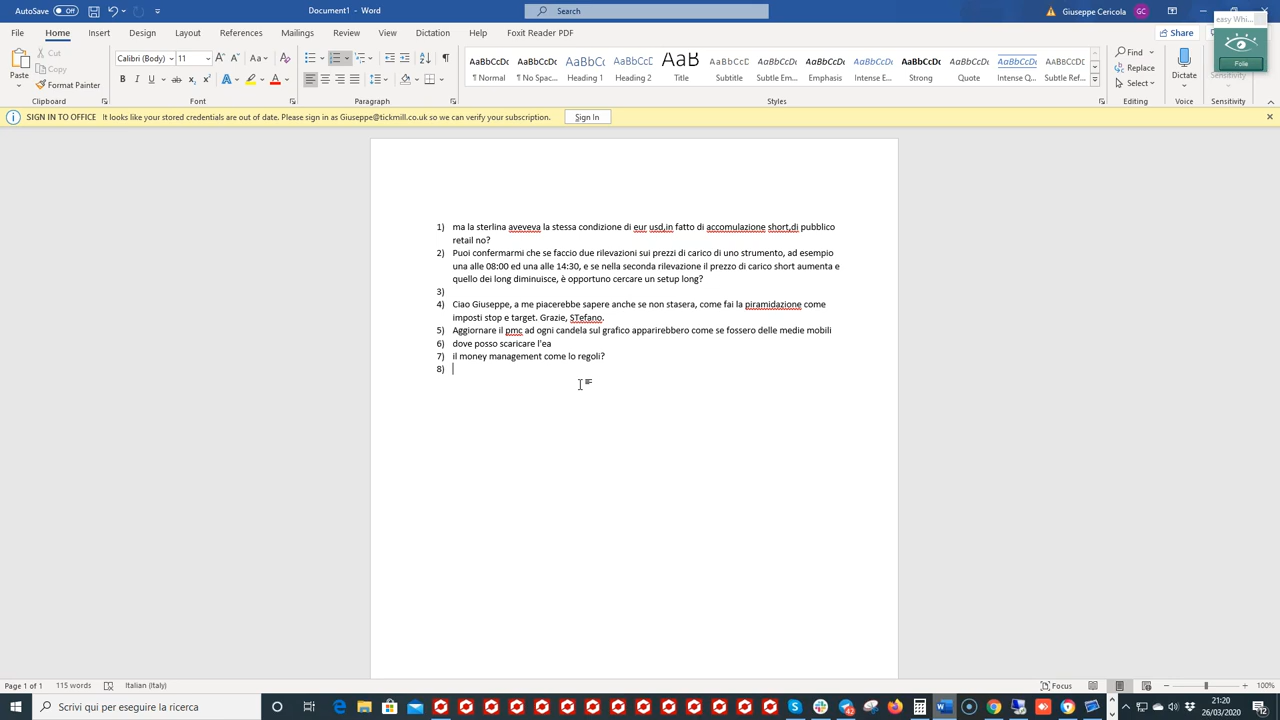 AutoSave Off Document1 - Word Search Giuseppe Cericola GC easy Whi...
File Home Insert Design Layout References Mailings Review View Dictation Help Foxit Reader PDF Share
Paste Cut Copy Format Painter
Calibri (Body) 11
AaBbCcDc AaBbCcDc AaBbCc AaBbCcC AaB AaBbCcD AaBbCcDc AaBbCcDc AaBbCcDc AaBbCcDc AaBbCcDc AaBbCcDc AaBbCcDc
¶ Normal ¶ No Spac... Heading 1 Heading 2 Title Subtitle Subtle Em... Emphasis Intense E... Strong Quote Intense Q... Subtle Ref...
Find Replace Select Dictate Sensitivity Fola
Clipboard Font Paragraph Styles Editing Voice Sensitivity
SIGN IN TO OFFICE It looks like your stored credentials are out of date. Please sign in as Giuseppe@tickmill.co.uk so we can verify your subscription. Sign In
1) ma la sterlina aveveva la stessa condizione di eur usd,in fatto di accomulazione short,di pubblico
retail no?
2) Puoi confermarmi che se faccio due rilevazioni sui prezzi di carico di uno strumento, ad esempio
una alle 08:00 ed una alle 14:30, e se nella seconda rilevazione il prezzo di carico short aumenta e
quello dei long diminuisce, è opportuno cercare un setup long?
3)
4) Ciao Giuseppe, a me piacerebbe sapere anche se non stasera, come fai la piramidazione come
imposti stop e target. Grazie, STefano.
5) Aggiornare il pmc ad ogni candela sul grafico apparirebbero come se fossero delle medie mobili
6) dove posso scaricare l'ea
7) il money management come lo regoli?
8)
Page 1 of 1 115 words Italian (Italy) Focus 100%
Scrivi qui per eseguire la ricerca 21:20
26/03/2020